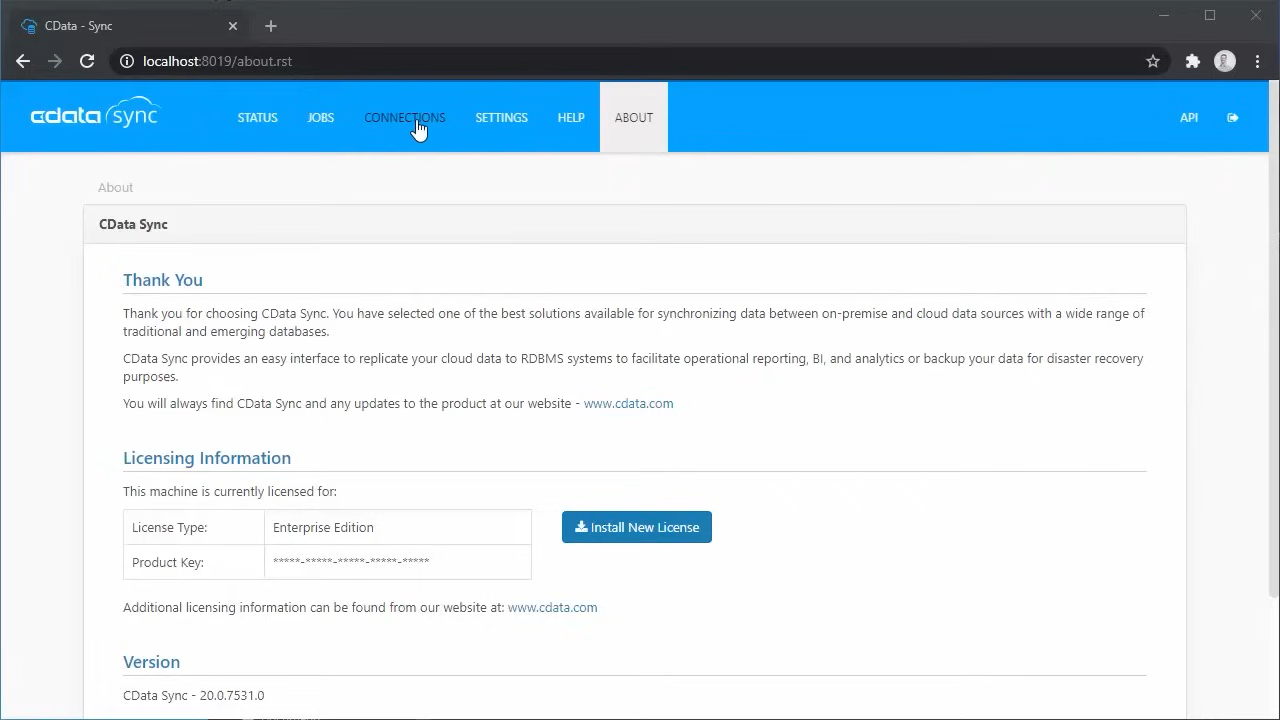 CData - Sync
localhost:8019/about.rst
cdata sync
STATUS JOBS CONNECTIONS SETTINGS HELP ABOUT API
About
CData Sync
Thank You
Thank you for choosing CData Sync. You have selected one of the best solutions available for synchronizing data between on-premise and cloud data sources with a wide range of
traditional and emerging databases.
CData Sync provides an easy interface to replicate your cloud data to RDBMS systems to facilitate operational reporting, BI, and analytics or backup your data for disaster recovery
purposes.
You will always find CData Sync and any updates to the product at our website - www.cdata.com
Licensing Information
This machine is currently licensed for:
License Type: Enterprise Edition
Install New License
Product Key: *****-*****-*****-*****-*****
Additional licensing information can be found from our website at: www.cdata.com
Version
CData Sync - 20.0.7531.0